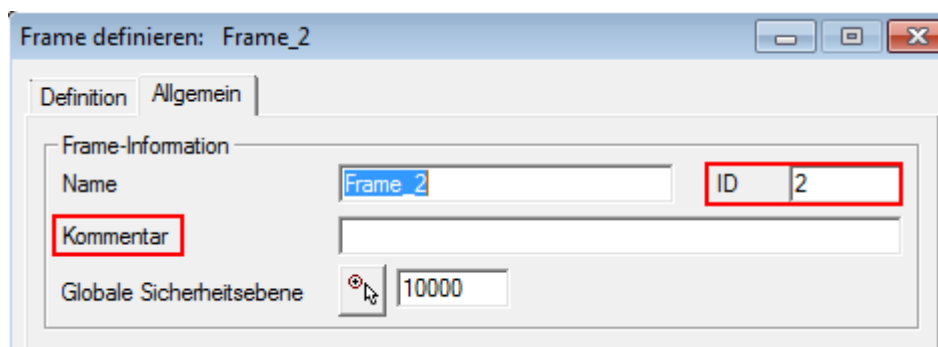 Frame definieren: Frame_2
Definition Allgemein
Frame-Information
Name Frame_2 ID 2
Kommentar
Globale Sicherheitsebene 10000